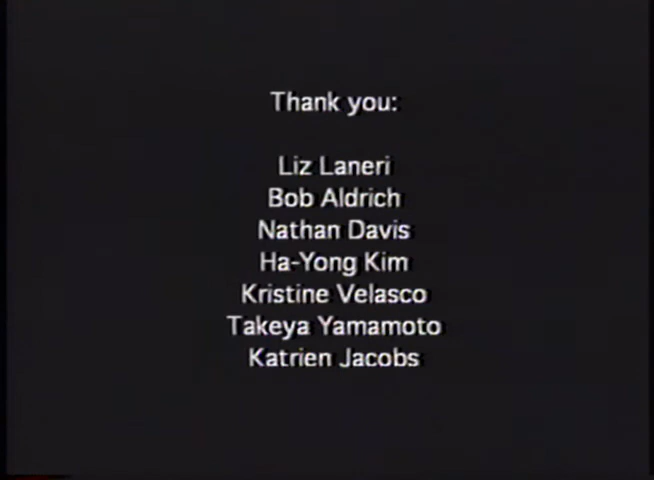 Thank you:
Liz Laneri
Bob Aldrich
Nathan Davis
Ha-Yong Kim
Kristine Velasco
Takeya Yamamoto
Katrien Jacobs